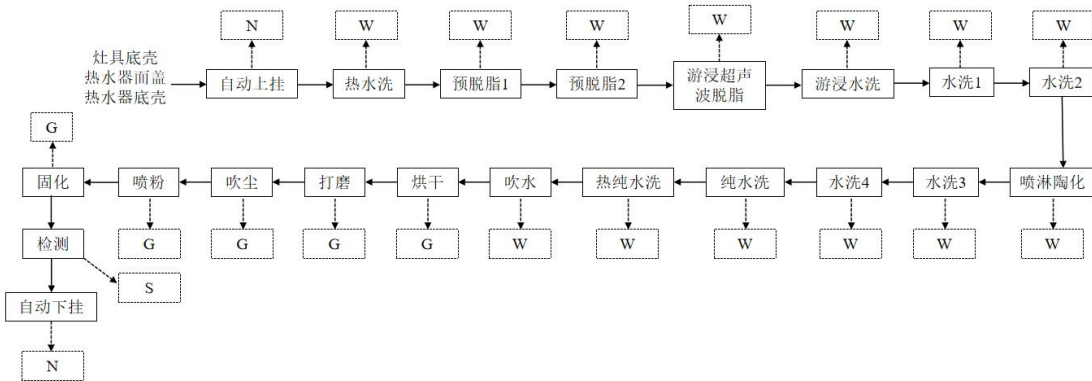 N
W
W
W
W
W
W
W
灶具底壳
热水器面盖
热水器底壳
自动上挂
热水洗
预脱脂1
预脱脂2
游浸超声
波脱脂
游浸水洗
水洗1
水洗2
G
固化
喷粉
吹尘
打磨
烘干
吹水
热纯水洗
纯水洗
水洗4
水洗3
喷淋陶化
G
G
G
G
W
W
W
W
W
W
检测
S
自动下挂
N